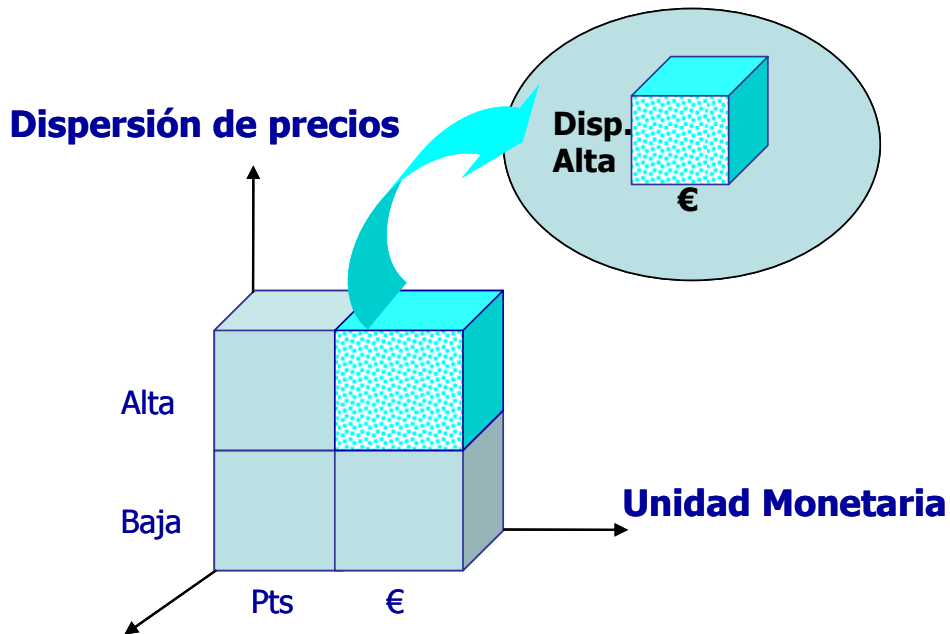 Dispersión de precios
Disp.
Alta
€
Alta
Baja
Unidad Monetaria
Pts
€